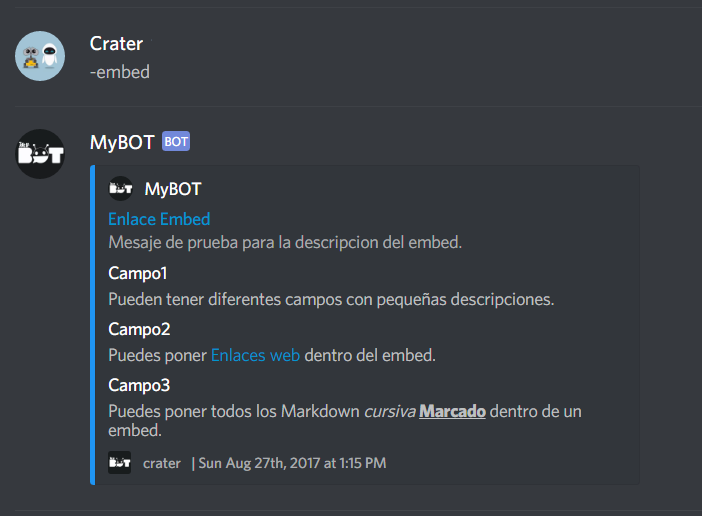 Crater
-embed
MyBOT BOT
MyBOT
Enlace Embed
Mesaje de prueba para la descripcion del embed.
Campo1
Pueden tener diferentes campos con pequeñas descripciones.
Campo2
Puedes poner Enlaces web dentro del embed.
Campo3
Puedes poner todos los Markdown cursiva Marcado dentro de un
embed.
crater | Sun Aug 27th, 2017 at 1:15 PM